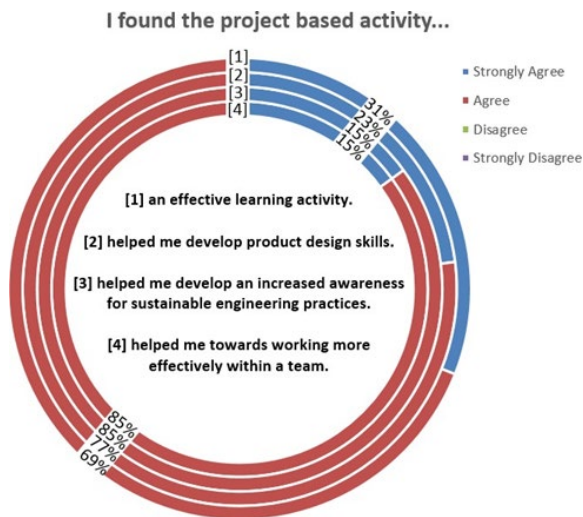 I found the project based activity...
[1]
[2]
[3]
[4]
31%
23%
15%
15%
Strongly Agree
Agree
Disagree
Strongly Disagree
[1] an effective learning activity.
[2] helped me develop product design skills.
[3] helped me develop an increased awareness
for sustainable engineering practices.
[4] helped me towards working more
effectively within a team.
85%
85%
77%
69%